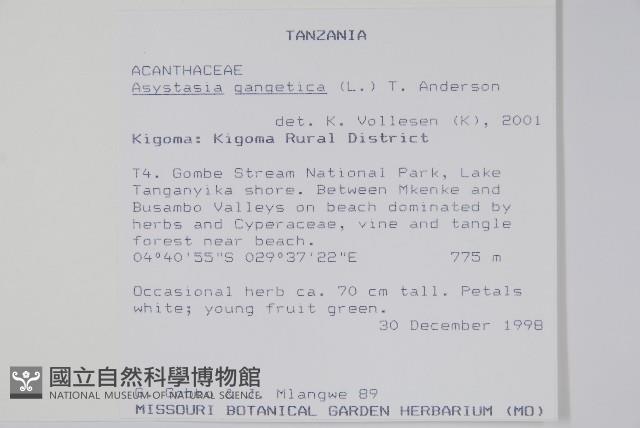 TANZANIA
ACANTHACEAE
Asystasia gangetica (L.) T. Anderson
det. K. Vollesen (K), 2001
Kigoma: Kigoma Rural District
T4. Gombe Stream National Park, Lake
Tanganyika shore. Between Mkenke and
Busambo Valleys on beach dominated by
herbs and Cyperaceae, vine and tangle
forest near beach.
04°40'55"S 029°37'22"E 775 m
Occasional herb ca. 70 cm tall. Petals
white; young fruit green.
30 December 1998
國立自然科學博物館
NATIONAL MUSEUM OF NATURAL SCIENCE
Mlangwe 89
MISSOURI BOTANICAL GARDEN HERBARIUM (MO)